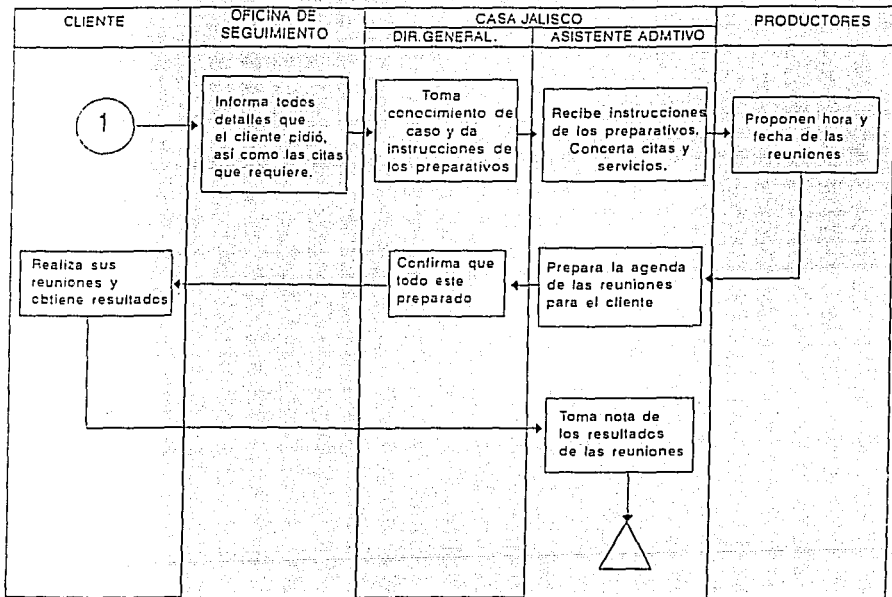 CLIENTE
OFICINA DE
SEGUIMIENTO
CASA JALISCO
DIR.GENERAL.
ASISTENTE ADMTIVO
PRODUCTORES
1
Informa todos
detalles que
el cliente pidió,
así como las citas
que requiere.
Toma
conocimiento del
caso y da
instrucciones de
los preparativos
Recibe instrucciones
de los preparativos.
Concerta citas y
servicios.
Proponen hora y
fecha de las
reuniones
Realiza sus
reuniones y
obtiene resultados
Confirma que
todo este
preparado
Prepara la agenda
de las reuniones
para el cliente
Toma nota de
los resultados
de las reuniones